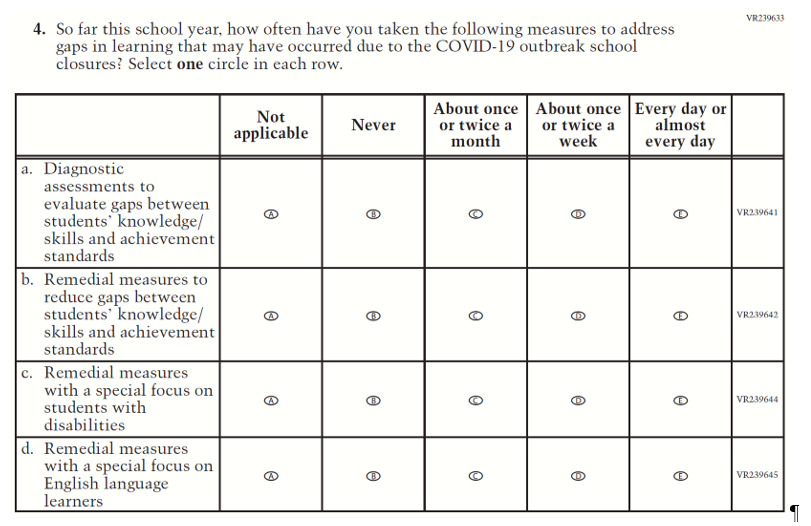 VR239633
4. So far this school year, how often have you taken the following measures to address
gaps in learning that may have occurred due to the COVID-19 outbreak school
closures? Select one circle in each row.
Not
applicable
Never
About once
or twice a
month
About once
or twice a
week
Every day or
almost
every day
a. Diagnostic
assessments to
evaluate gaps between
students’ knowledge/
skills and achievement
standards
A B C D E VR239641
b. Remedial measures to
reduce gaps between
students’ knowledge/
skills and achievement
standards
A B C D E VR239642
c. Remedial measures
with a special focus on
students with
disabilities
A B C D E VR239644
d. Remedial measures
with a special focus on
English language
learners
A B C D E VR239645
¶